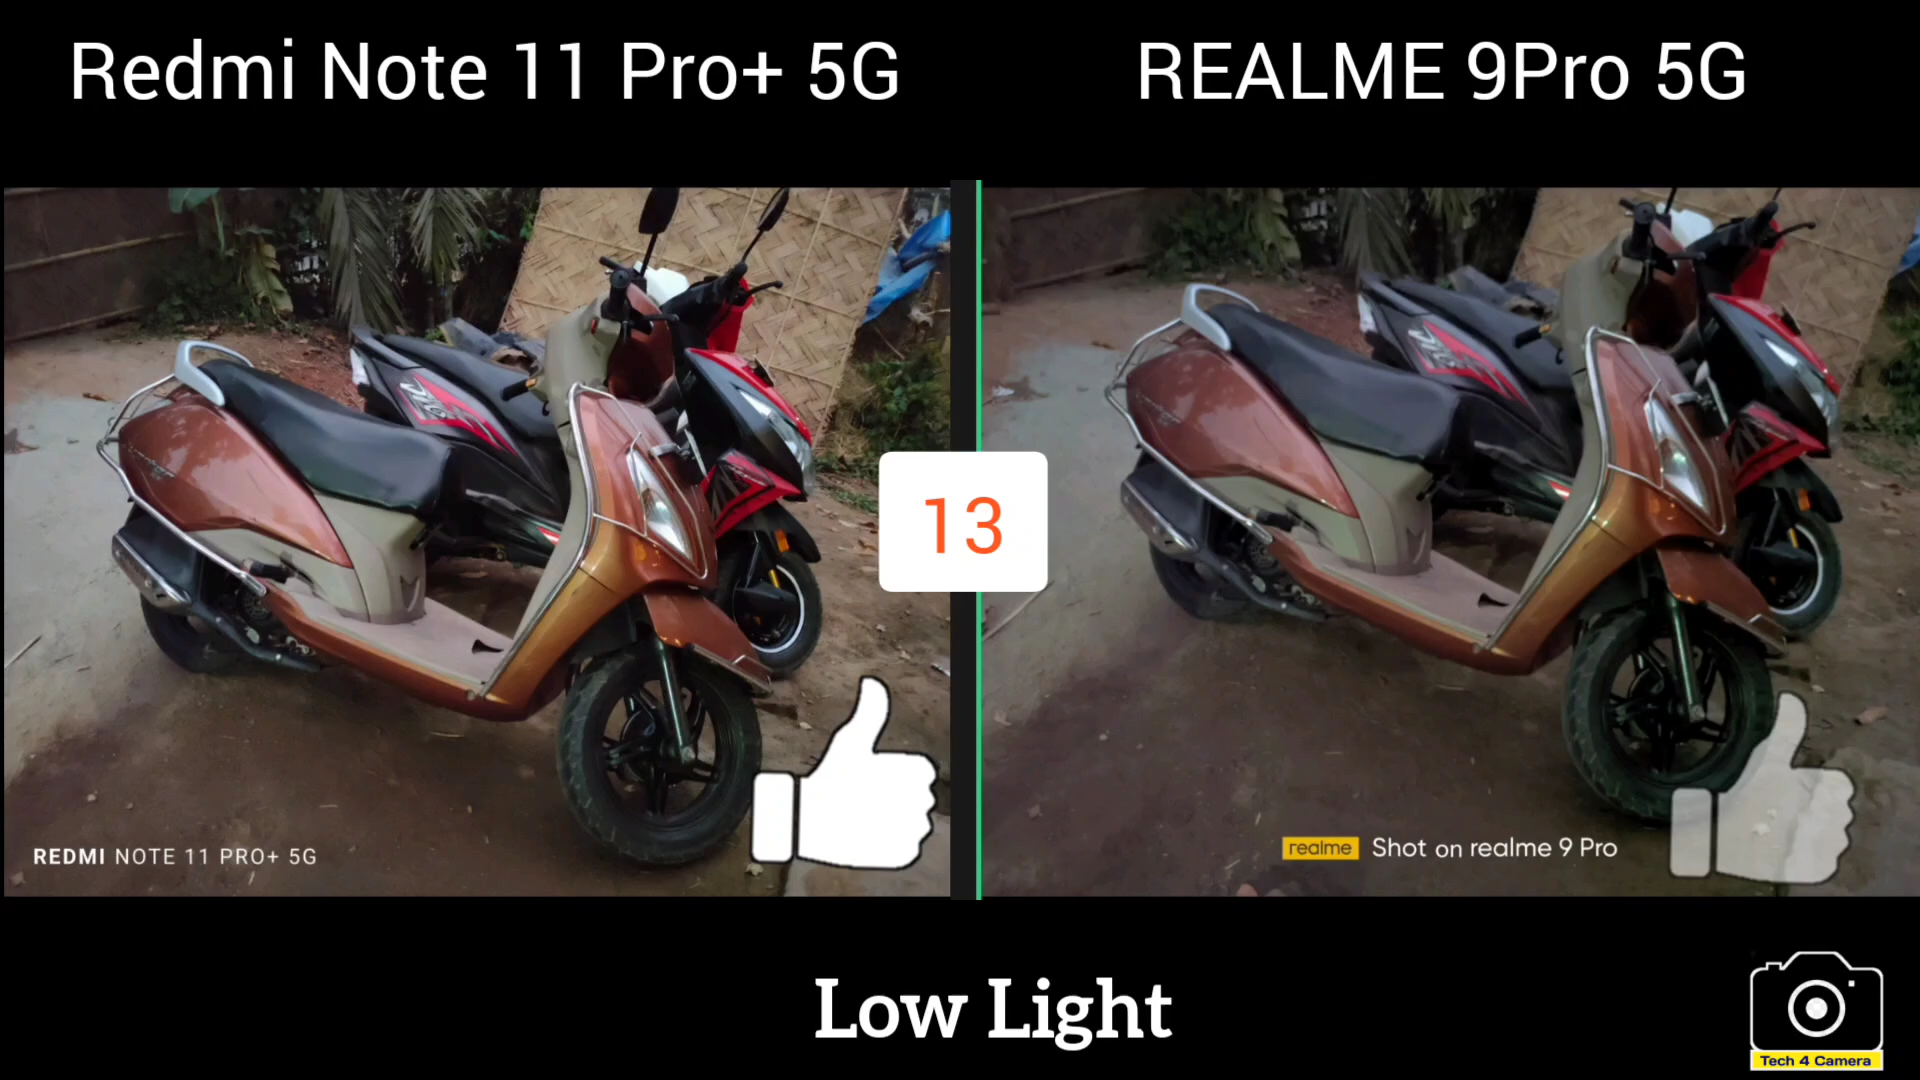 Redmi Note 11 Pro+ 5G
REALME 9Pro 5G
13
REDMI NOTE 11 PRO+ 5G
realme Shot on realme 9 Pro
Low Light
Tech 4 Camera